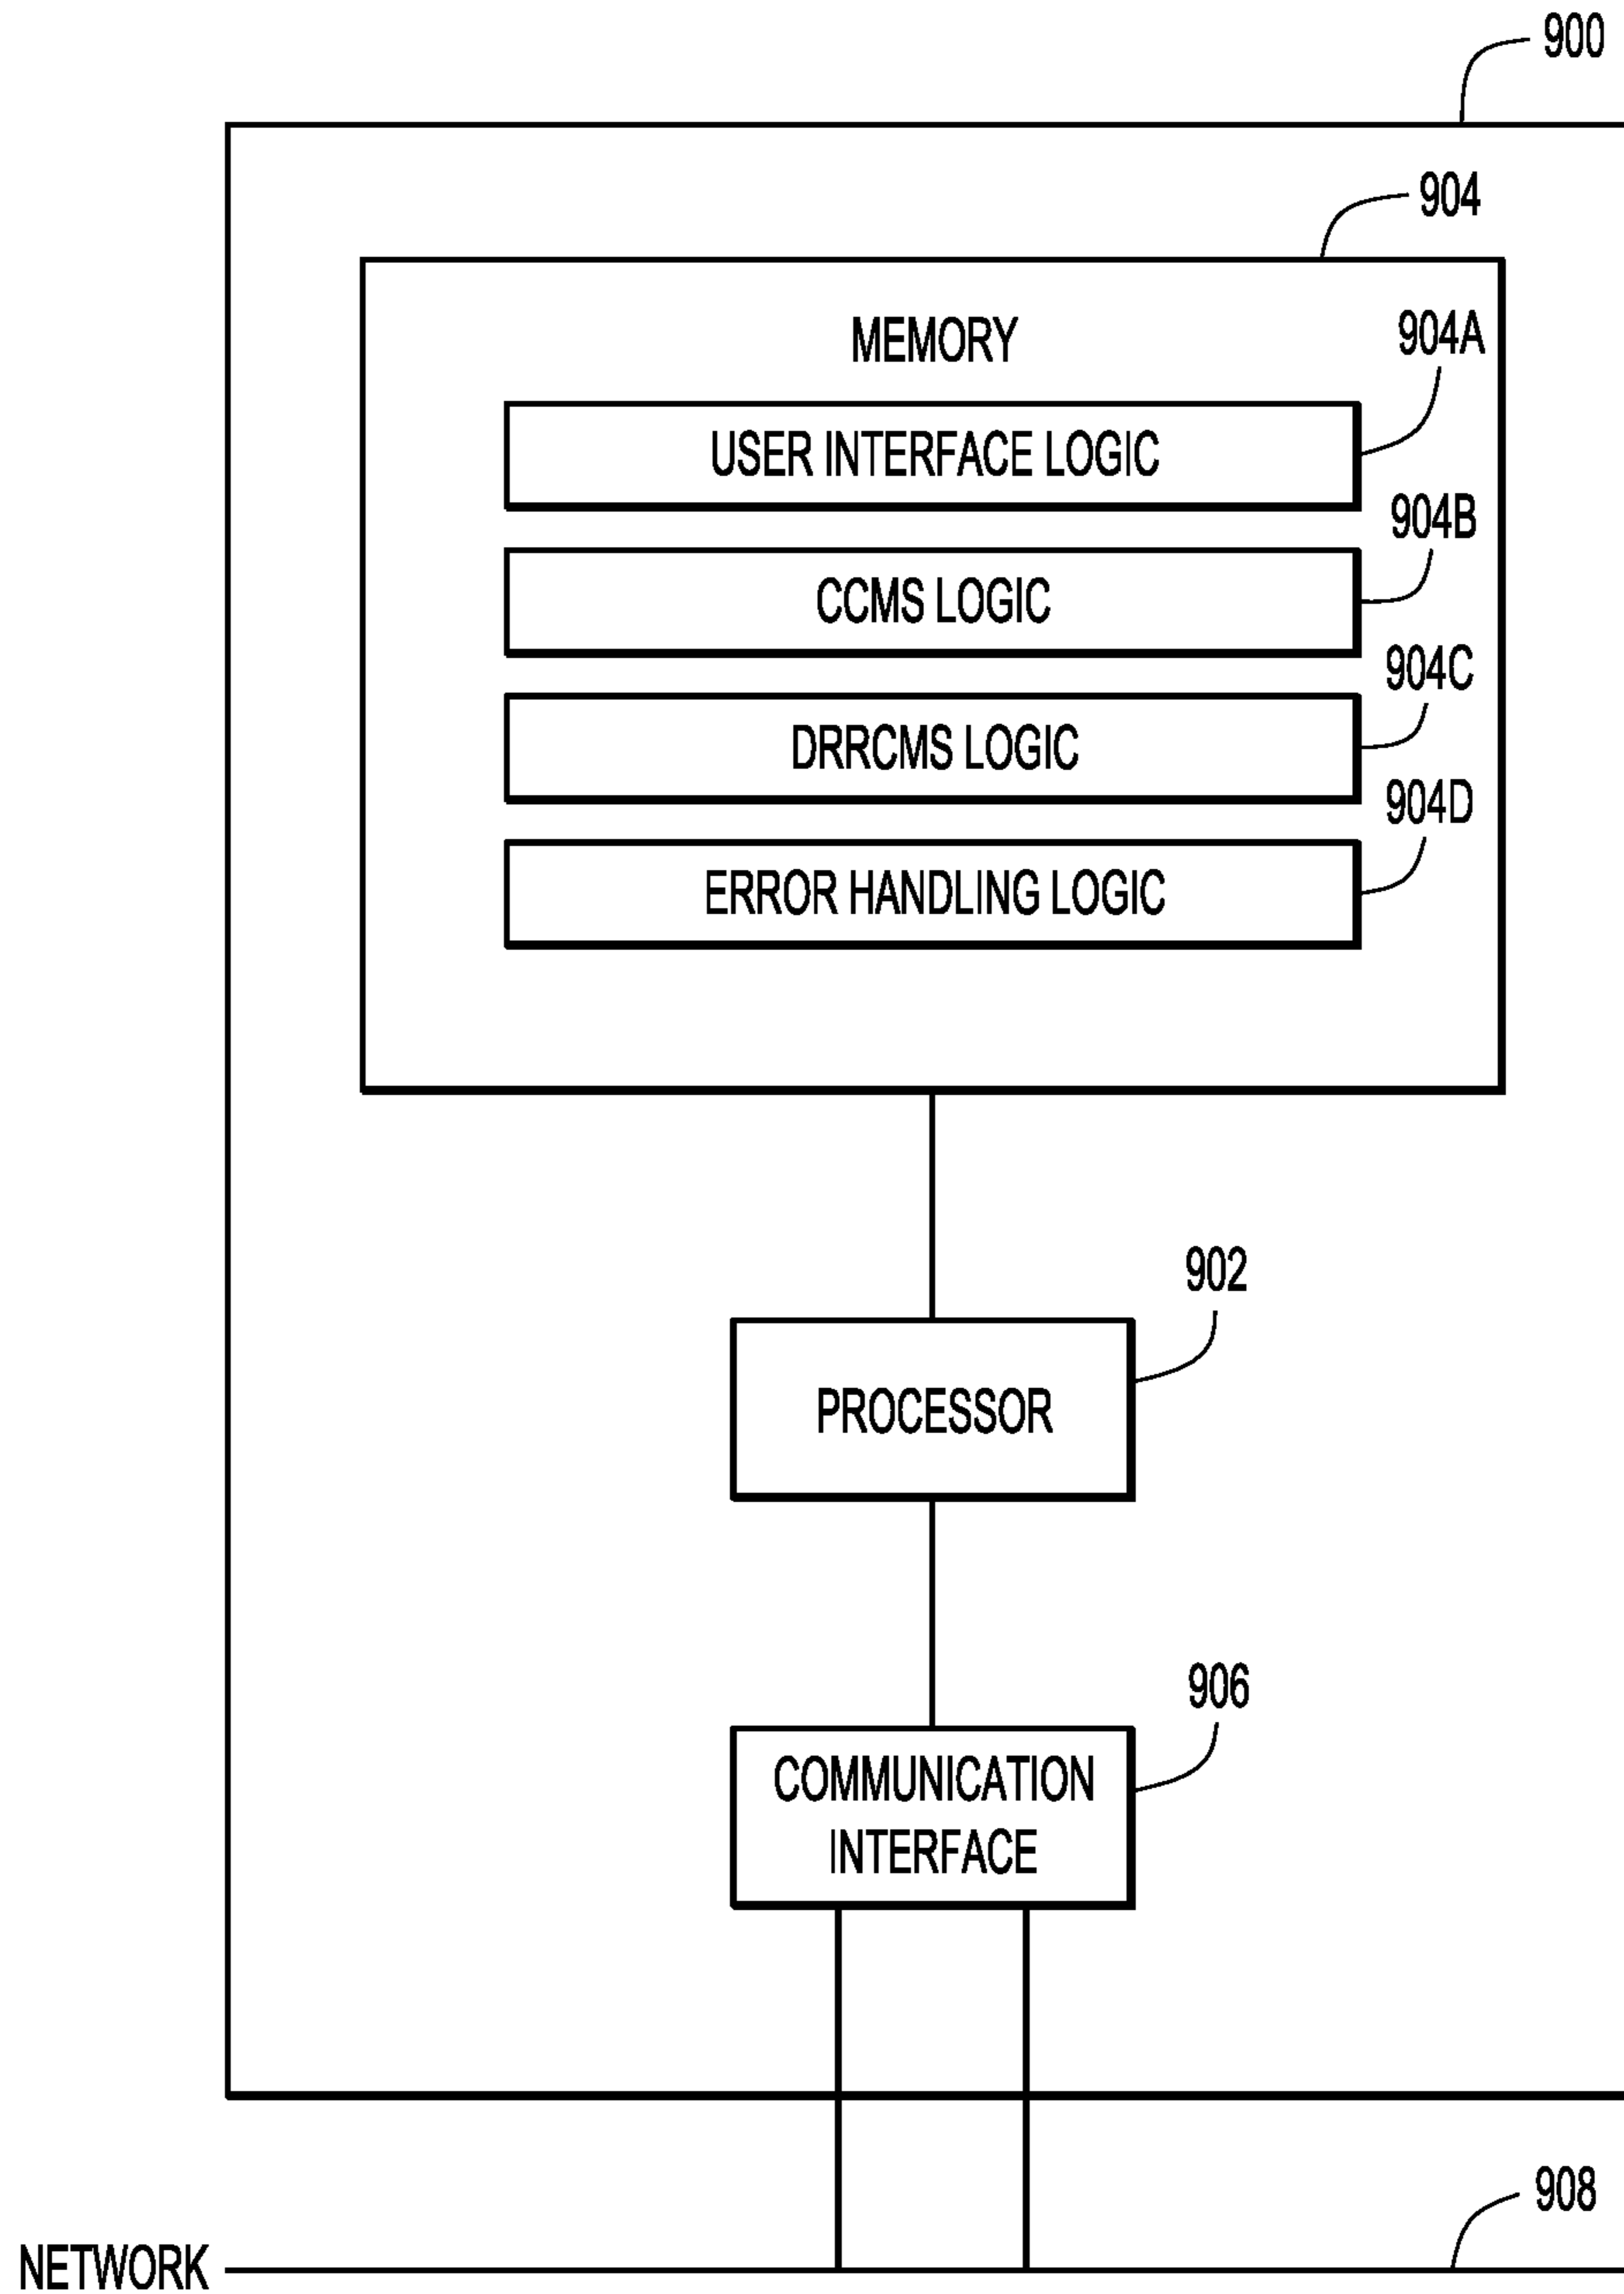 900
904
MEMORY
904A
USER INTERFACE LOGIC
904B
CCMS LOGIC
904C
DRRCMS LOGIC
904D
ERROR HANDLING LOGIC
902
PROCESSOR
906
COMMUNICATION
INTERFACE
908
NETWORK